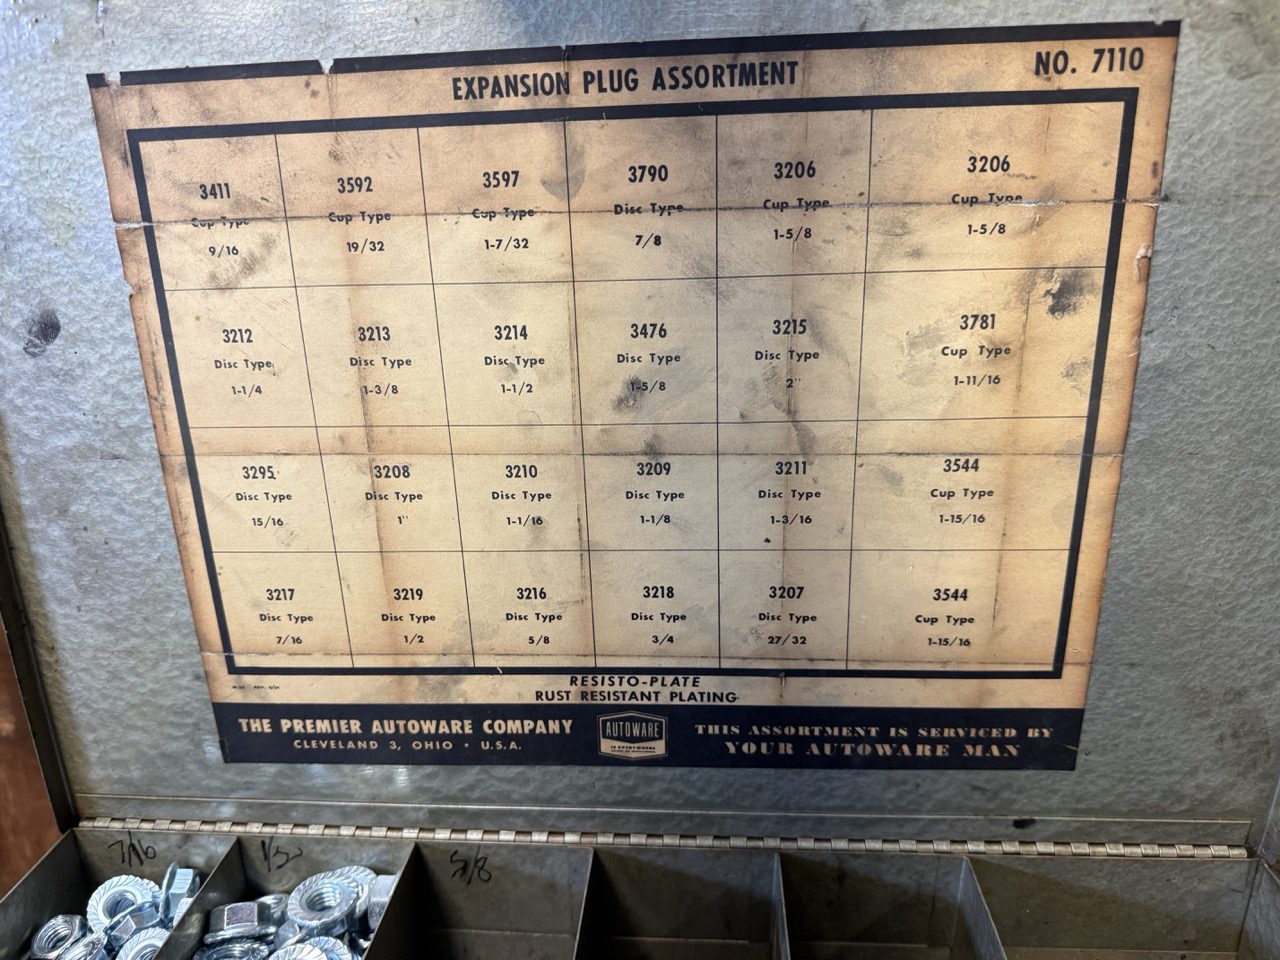 EXPANSION PLUG ASSORTMENT
NO. 7110
3411
Cup Type
9/16
3592
Cup Type
19/32
3597
Cup Type
1-7/32
3790
Disc Type
7/8
3206
Cup Type
1-5/8
3206
Cup Type
1-5/8
3212
Disc Type
1-1/4
3213
Disc Type
1-3/8
3214
Disc Type
1-1/2
3476
Disc Type
1-5/8
3215
Disc Type
2"
3781
Cup Type
1-11/16
3295
Disc Type
15/16
3208
Disc Type
1"
3210
Disc Type
1-1/16
3209
Disc Type
1-1/8
3211
Disc Type
1-3/16
3544
Cup Type
1-15/16
3217
Disc Type
7/16
3219
Disc Type
1/2
3216
Disc Type
5/8
3218
Disc Type
3/4
3207
Disc Type
27/32
3544
Cup Type
1-15/16
RESISTO-PLATE
RUST RESISTANT PLATING
THE PREMIER AUTOWARE COMPANY
CLEVELAND 3, OHIO • U.S.A.
AUTOWARE
IS EVERYWHERE
THIS ASSORTMENT IS SERVICED BY
YOUR AUTOWARE MAN
7/16
1/2
5/8